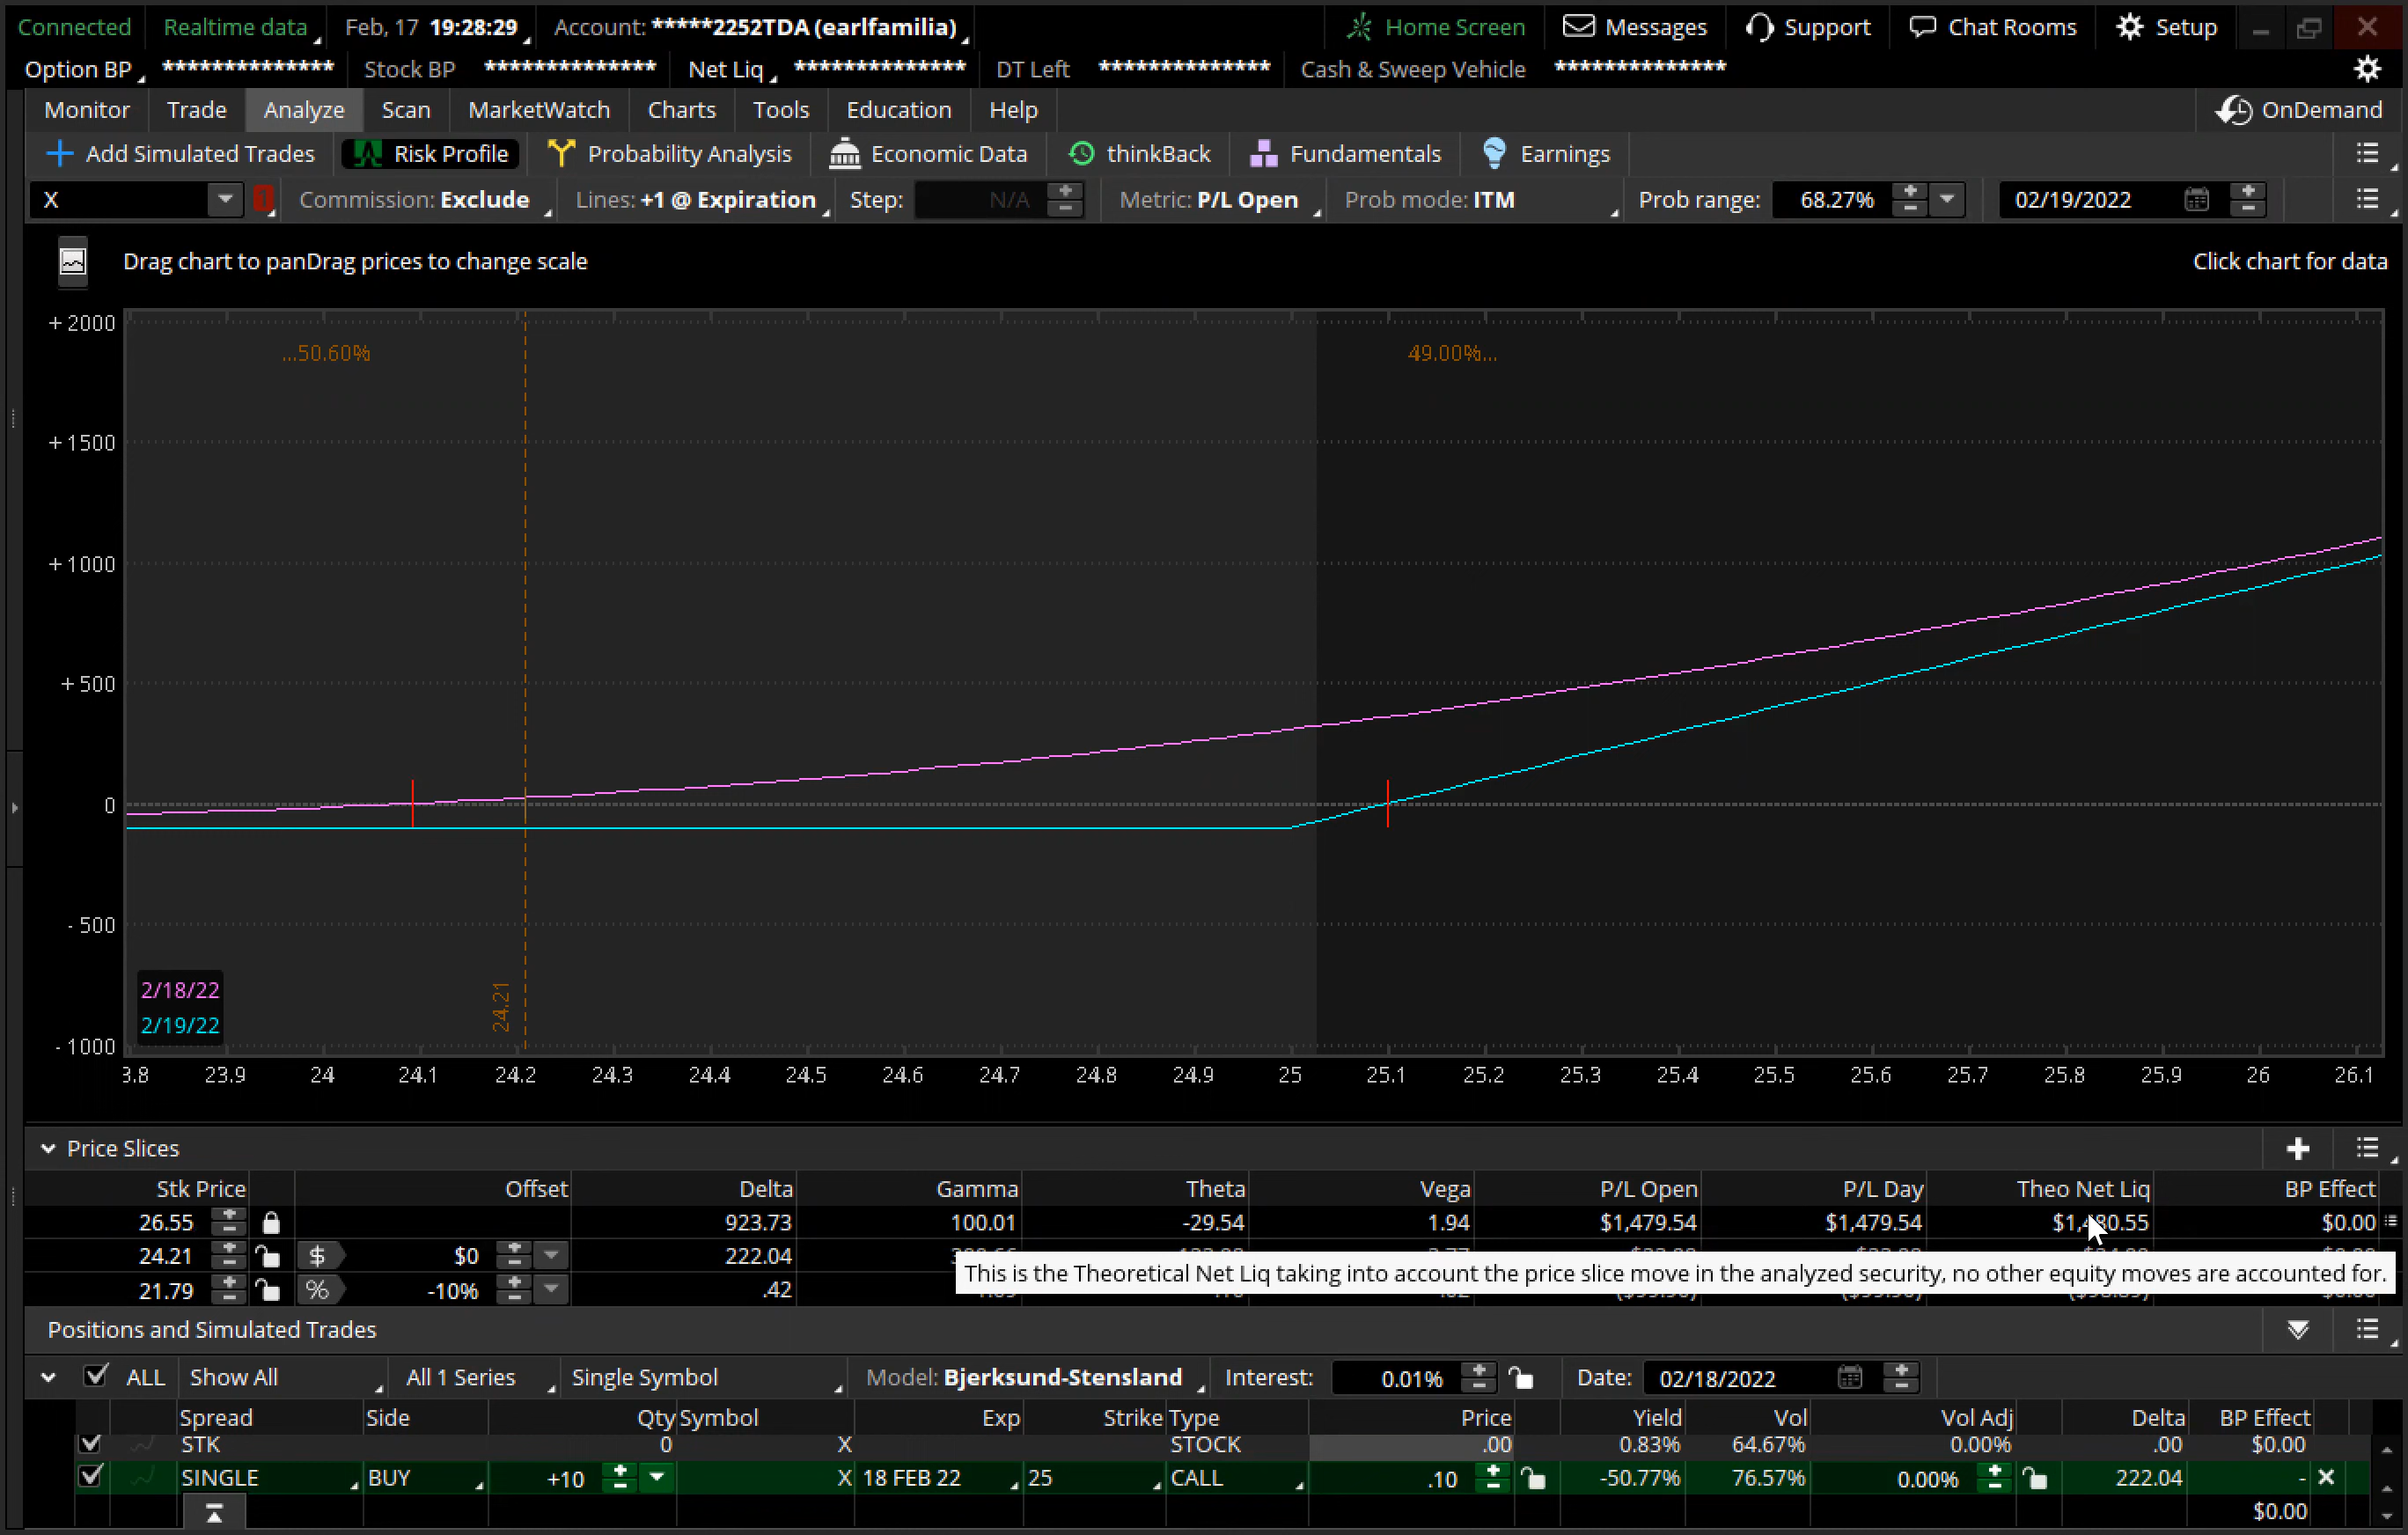 Connected Realtime data Feb, 17 19:28:29 Account: *****2252TDA (earlfamilia) Home Screen Messages Support Chat Rooms Setup
Option BP ************** Stock BP ************** Net Liq ************** DT Left ************** Cash & Sweep Vehicle **************
Monitor Trade Analyze Scan MarketWatch Charts Tools Education Help OnDemand
Add Simulated Trades Risk Profile Probability Analysis Economic Data thinkBack Fundamentals Earnings
X 1 Commission: Exclude Lines: +1 @ Expiration Step: N/A Metric: P/L Open Prob mode: ITM Prob range: 68.27% 02/19/2022
Drag chart to panDrag prices to change scale Click chart for data
+ 2000
...50.60% 49.00%...
+ 1500
+ 1000
+ 500
0
- 500
2/18/22
24.21
2/19/22
- 1000
3.8 23.9 24 24.1 24.2 24.3 24.4 24.5 24.6 24.7 24.8 24.9 25 25.1 25.2 25.3 25.4 25.5 25.6 25.7 25.8 25.9 26 26.1
Price Slices
Stk Price Offset Delta Gamma Theta Vega P/L Open P/L Day Theo Net Liq BP Effect
26.55 923.73 100.01 -29.54 1.94 $1,479.54 $1,479.54 $1,480.55 $0.00
24.21 $ $0 222.04
This is the Theoretical Net Liq taking into account the price slice move in the analyzed security, no other equity moves are accounted for.
21.79 % -10% .42
Positions and Simulated Trades
ALL Show All All 1 Series Single Symbol Model: Bjerksund-Stensland Interest: 0.01% Date: 02/18/2022
Spread Side Qty Symbol Exp Strike Type Price Yield Vol Vol Adj Delta BP Effect
STK 0 X STOCK .00 0.83% 64.67% 0.00% .00 $0.00
SINGLE BUY +10 X 18 FEB 22 25 CALL .10 -50.77% 76.57% 0.00% 222.04 -
$0.00